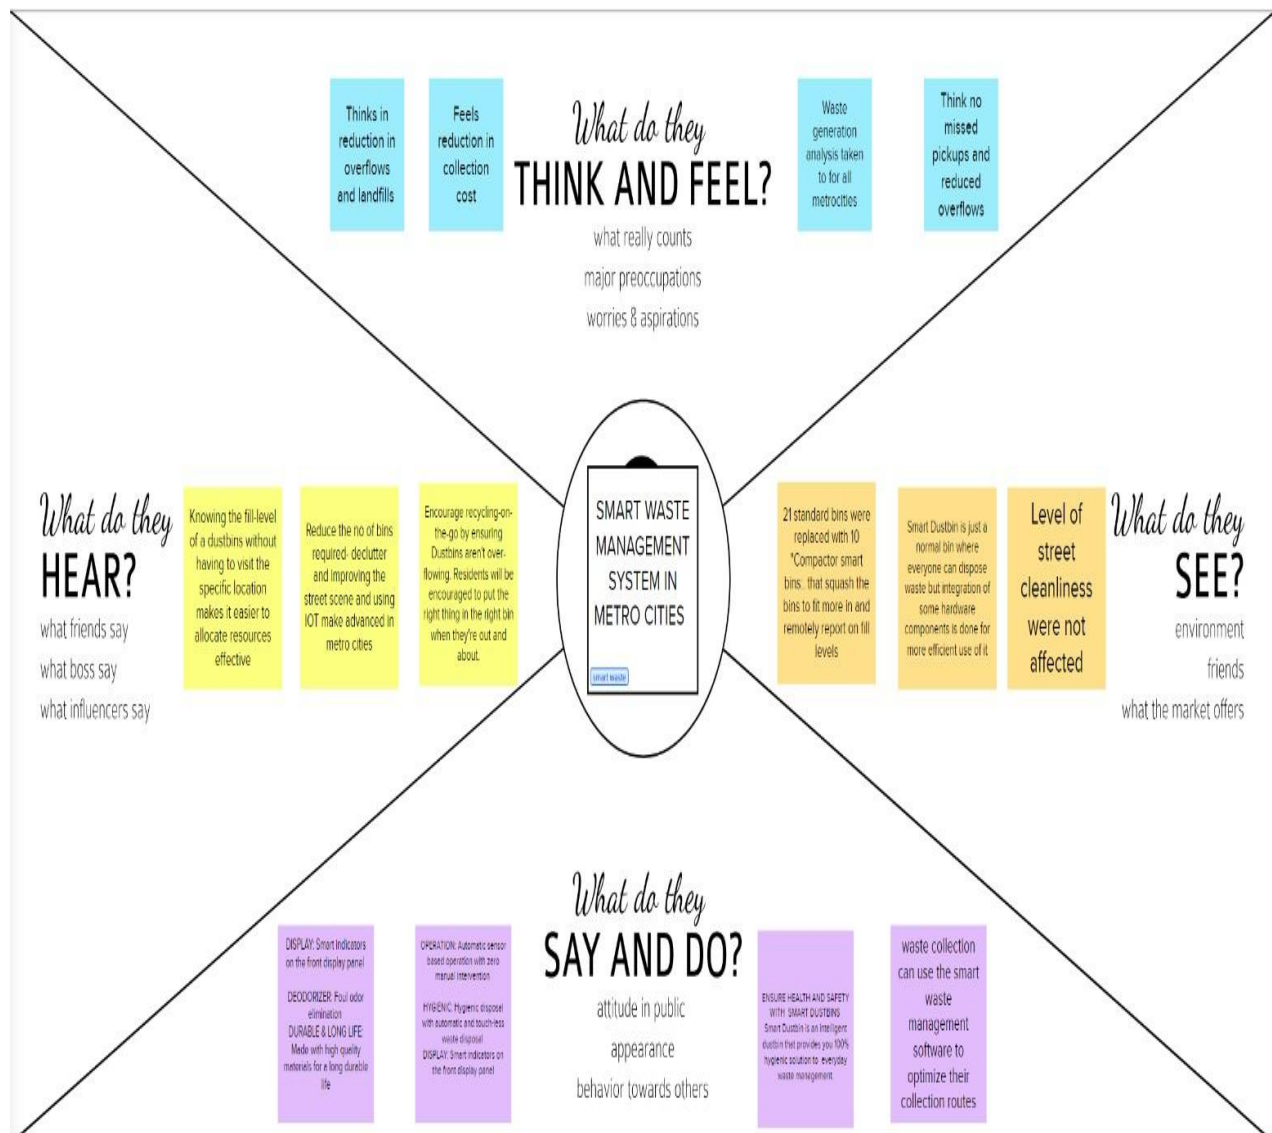 What do they
THINK AND FEEL?
what really counts
major preoccupations
worries & aspirations
Thinks in
reduction in
overflows
and landfills
Feels
reduction in
collection
cost
Waste
generation
analysis taken
to for all
metrocities
Think no
missed
pickups and
reduced
overflows
What do they
HEAR?
what friends say
what boss say
what influencers say
Knowing the fill-level
of a dustbins without
having to visit the
specific location
makes it easier to
allocate resources
effective
Reduce the no of bins
required- declutter
and improving the
street scene and using
IOT make advanced in
metro cities
Encourage recycling-on-
the-go by ensuring
Dustbins aren't over-
flowing. Residents will be
encouraged to put the
right thing in the right bin
when they're out and
about.
SMART WASTE
MANAGEMENT
SYSTEM IN
METRO CITIES
smart waste
21 standard bins were
replaced with 10
"Compactor smart
bins: that squash the
bins to fit more in and
remotely report on fill
levels
Smart Dustbin is just a
normal bin where
everyone can dispose
waste but integration of
some hardware
components is done for
more efficient use of it
Level of
street
cleanliness
were not
affected
What do they
SEE?
environment
friends
what the market offers
What do they
SAY AND DO?
attitude in public
appearance
behavior towards others
DISPLAY: Smart Indicators
on the front display panel
DEODORIZER: Foul odor
elimination
DURABLE & LONG LIFE:
Made with high quality
materials for a long durable
life
OPERATION: Automatic sensor
based operation with zero
manual intervention
HYGIENIC: Hygienic disposal
with automatic and touch-less
waste disposal
DISPLAY: Smart indicators on
the front display panel
ENSURE HEALTH AND SAFETY
WITH SMART DUSTBINS
Smart Dustbin is an intelligent
dustbin that provides you 100%
hygienic solution to everyday
waste management
waste collection
can use the smart
waste
management
software to
optimize their
collection routes